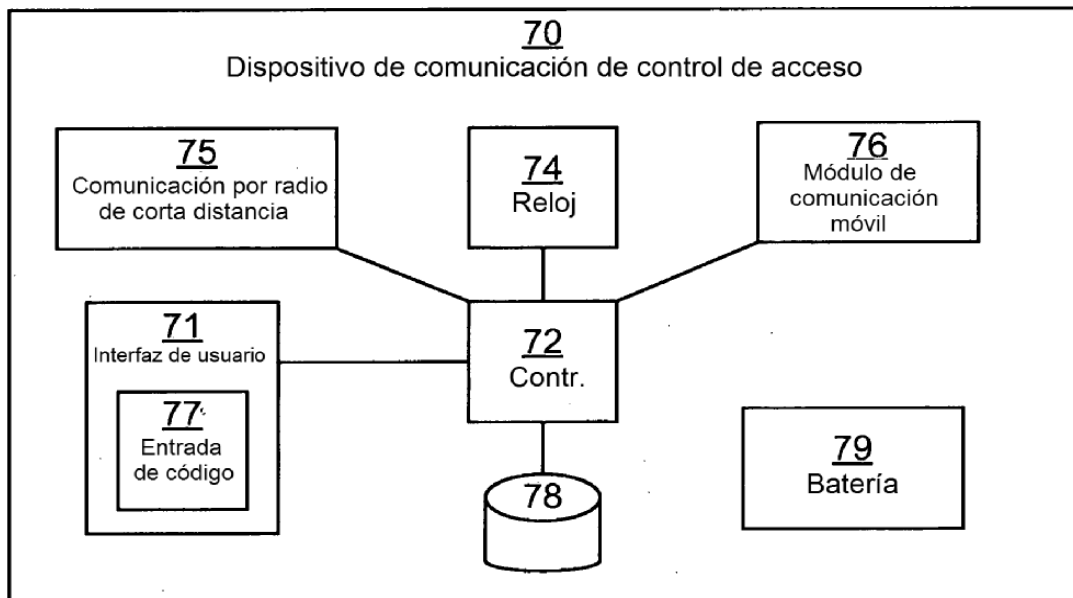 70
Dispositivo de comunicación de control de acceso
75
Comunicación por radio
de corta distancia
74
Reloj
76
Módulo de
comunicación
móvil
71
Interfaz de usuario
77
Entrada
de código
72
Contr.
78
79
Batería